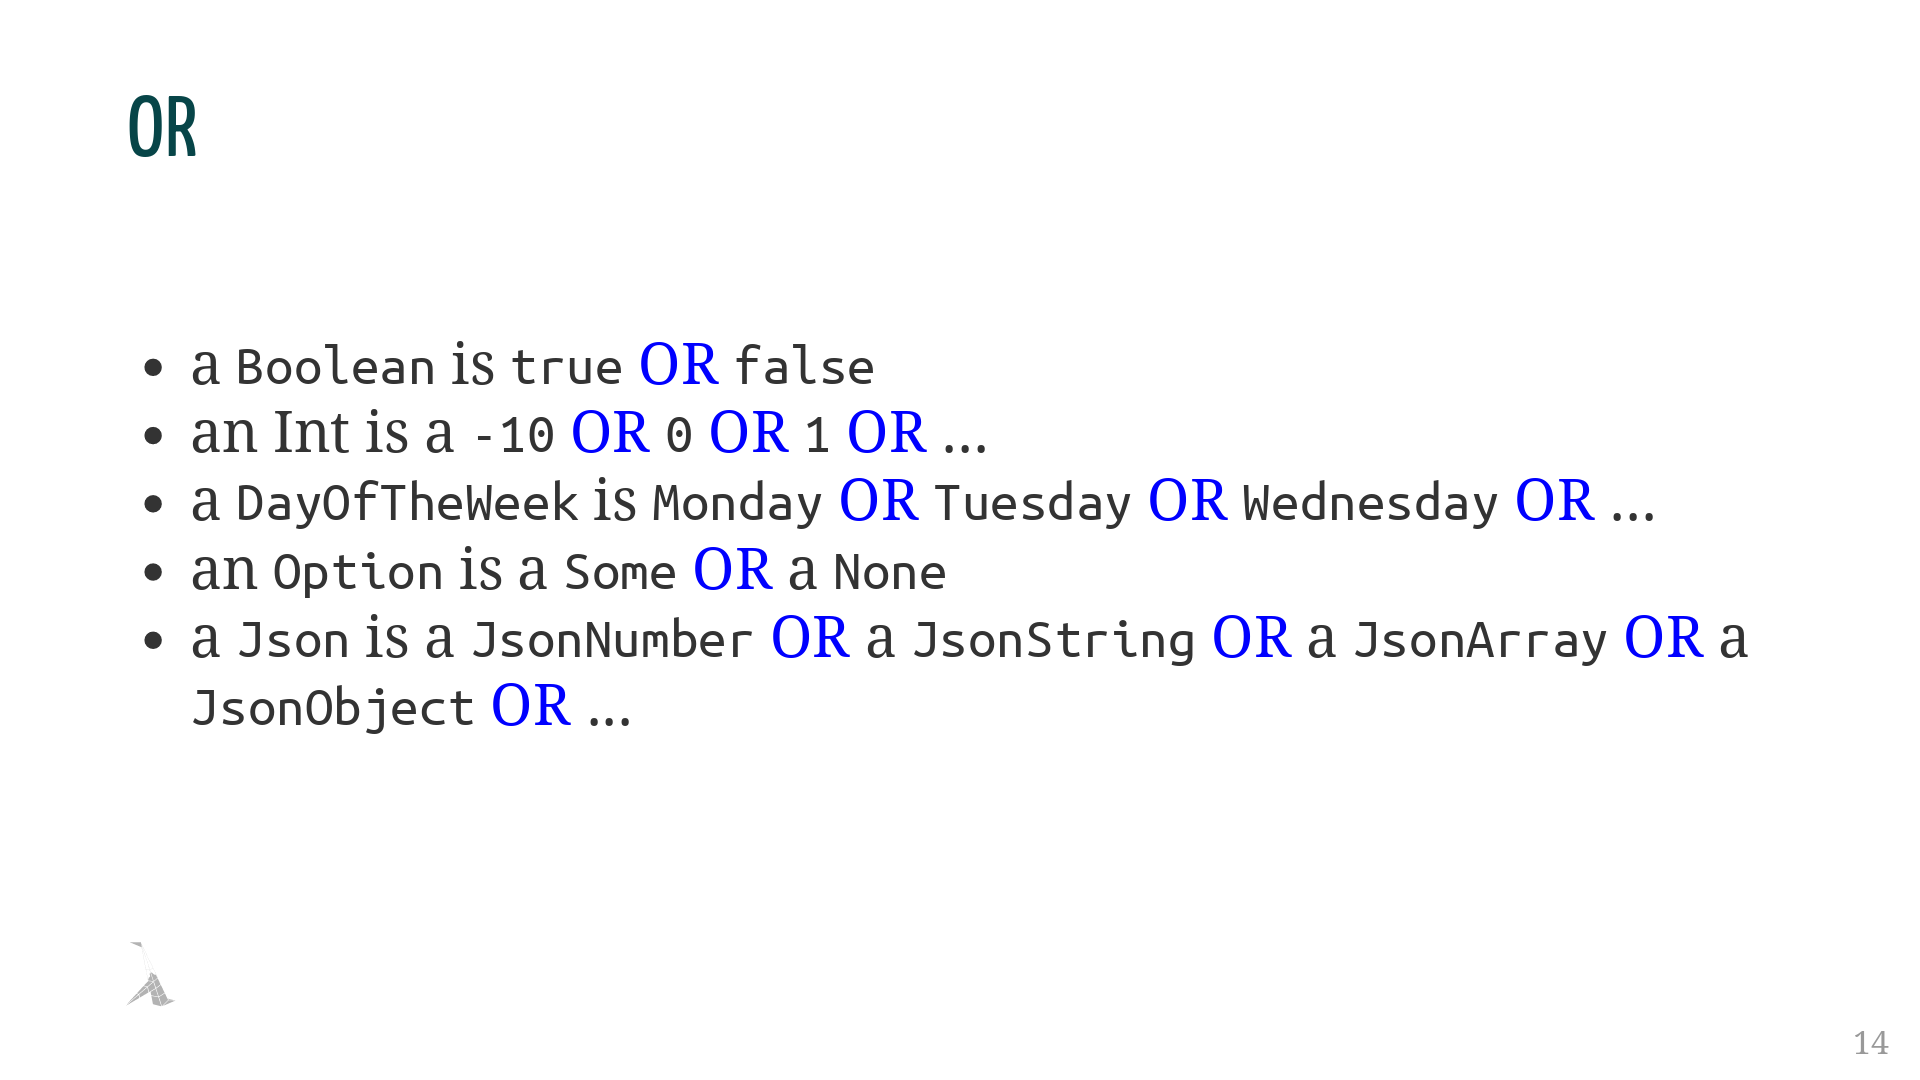 OR
• a Boolean is true OR false
• an Int is a -10 OR 0 OR 1 OR ...
• a DayOfTheWeek is Monday OR Tuesday OR Wednesday OR ...
• an Option is a Some OR a None
• a Json is a JsonNumber OR a JsonString OR a JsonArray OR a
JsonObject OR ...
14